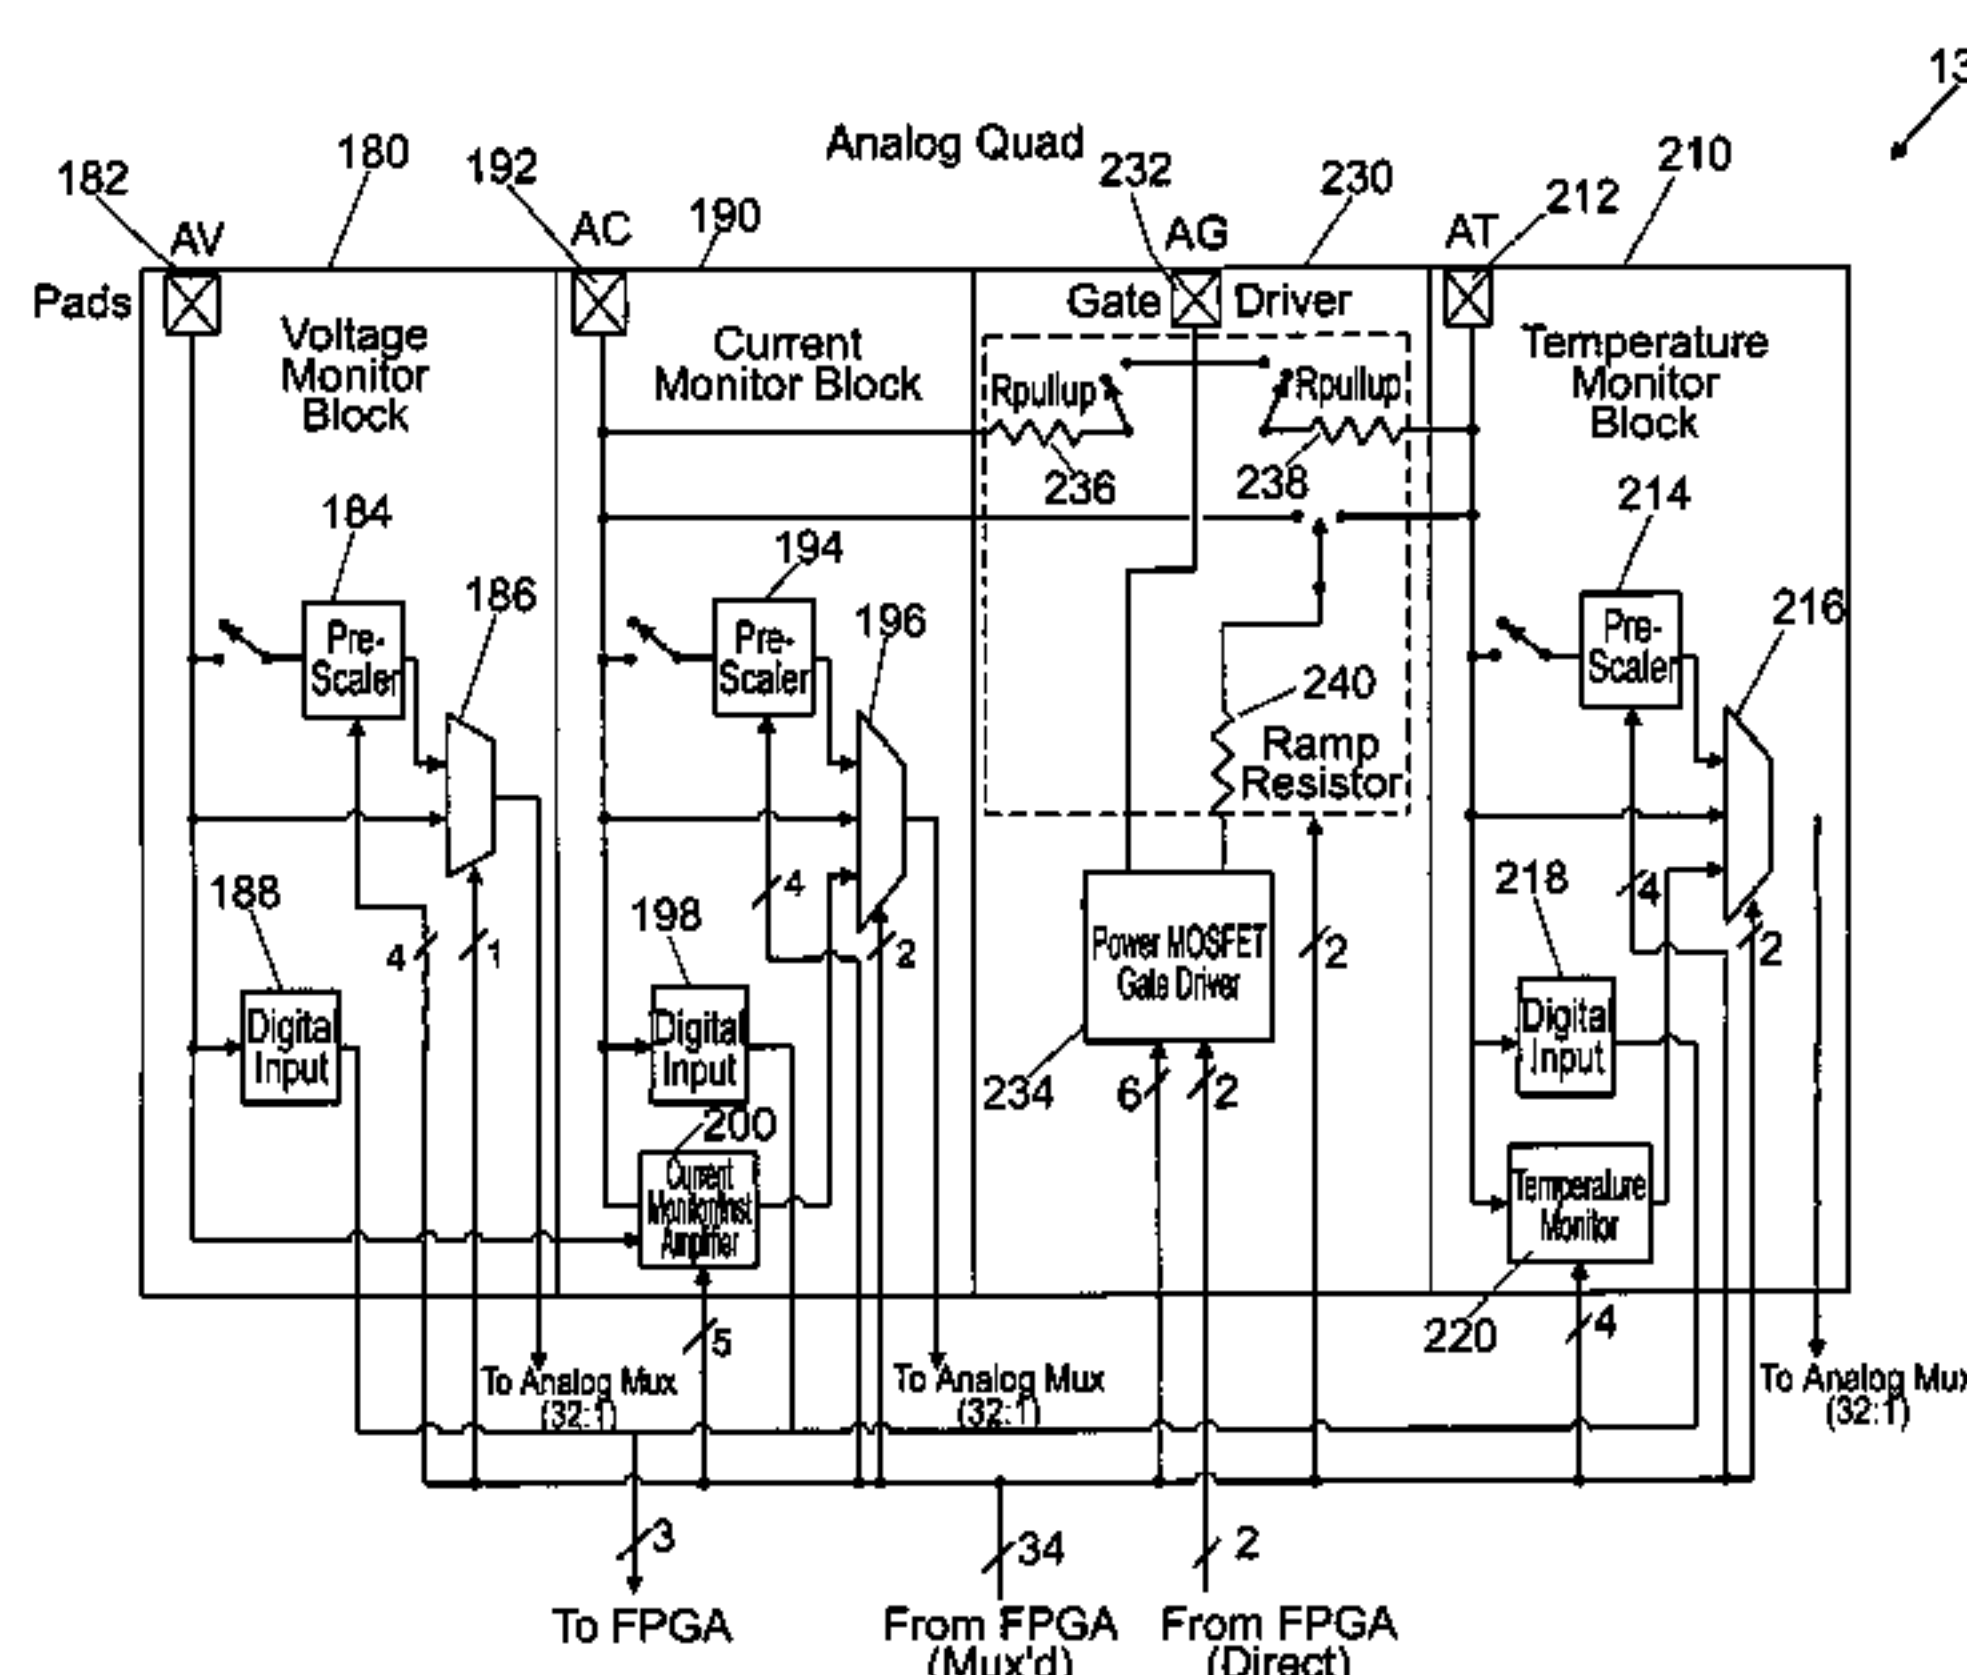 13
Analog Quad
182
180
192
190
232
230
212
210
AV
AC
AG
AT
Pads
Voltage
Monitor
Block
Current
Monitor Block
Gate Driver
Temperature
Monitor
Block
Rpullup
Rpullup
236
238
184
186
194
196
214
216
Pre-
Scaler
Pre-
Scaler
Pre-
Scaler
240
Ramp
Resistor
188
4
1
198
4
2
2
218
4
2
Digital
Input
Digital
Input
Power MOSFET
Gate Driver
Digital
Input
234
6
2
200
Current
Monitor/Inst
Amplifier
Temperature
Monitor
220
5
4
To Analog Mux
(32:1)
To Analog Mux
(32:1)
To Analog Mux
(32:1)
3
34
2
To FPGA
From FPGA
(Mux'd)
From FPGA
(Direct)